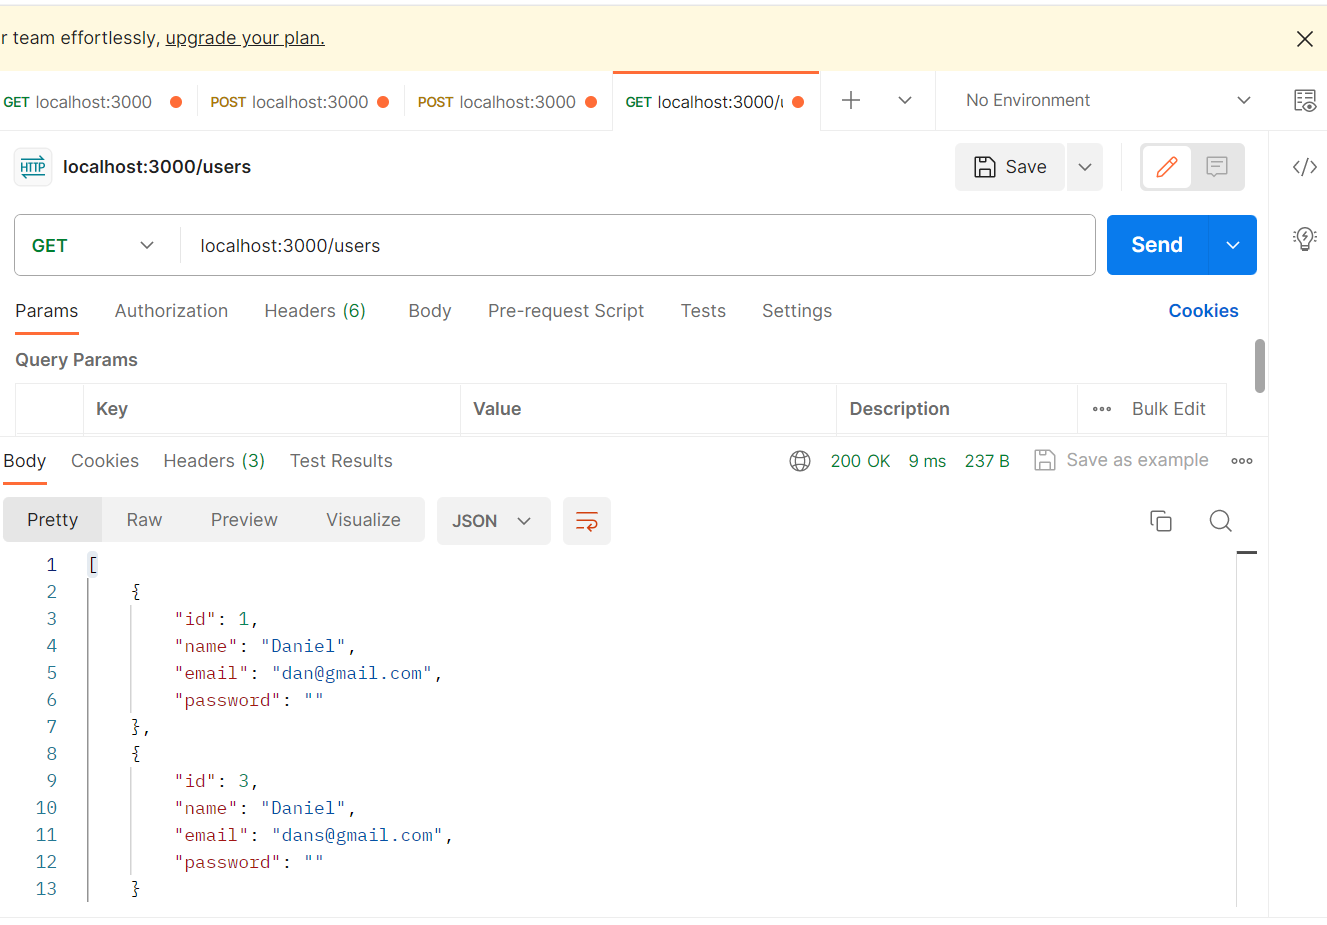 r team effortlessly, upgrade your plan.
GET localhost:3000 POST localhost:3000 POST localhost:3000 GET localhost:3000/ No Environment
HTTP localhost:3000/users Save
GET localhost:3000/users Send
Params Authorization Headers (6) Body Pre-request Script Tests Settings Cookies
Query Params
Key Value Description Bulk Edit
Body Cookies Headers (3) Test Results 200 OK 9 ms 237 B Save as example
Pretty Raw Preview Visualize JSON
1 [
2 {
3 "id": 1,
4 "name": "Daniel",
5 "email": "dan@gmail.com",
6 "password": ""
7 },
8 {
9 "id": 3,
10 "name": "Daniel",
11 "email": "dans@gmail.com",
12 "password": ""
13 }